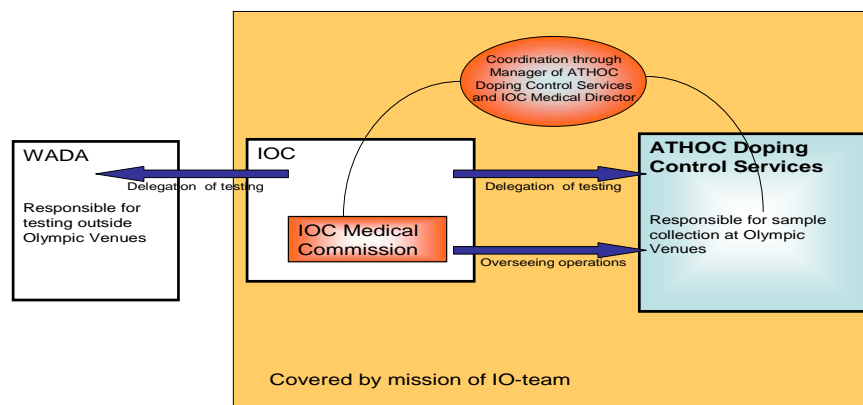 Coordination through
Manager of ATHOC
Doping Control Services
and IOC Medical Director
WADA
Responsible for
testing outside
Olympic Venues
Delegation of testing
IOC
IOC Medical
Commission
Delegation of testing
Overseeing operations
ATHOC Doping
Control Services
Responsible for sample
collection at Olympic
Venues
Covered by mission of IO-team